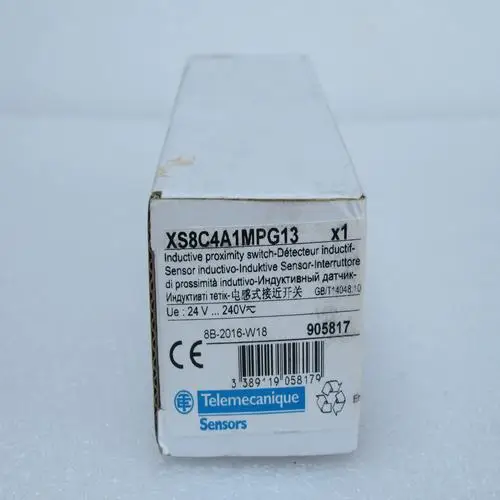 XS8C4A1MPG13 x1
Inductive proximity switch-Détecteur inductif-
Sensor inductivo-Induktive Sensor-Interruttore
di prossimità induttivo-Индуктивный датчик-
Индуктивті тетік-电感式接近开关 GB/T14048.10
Ue : 24 V ... 240V
8B-2016-W18 905817
CE
3 389119 058179
Telemecanique
Sensors